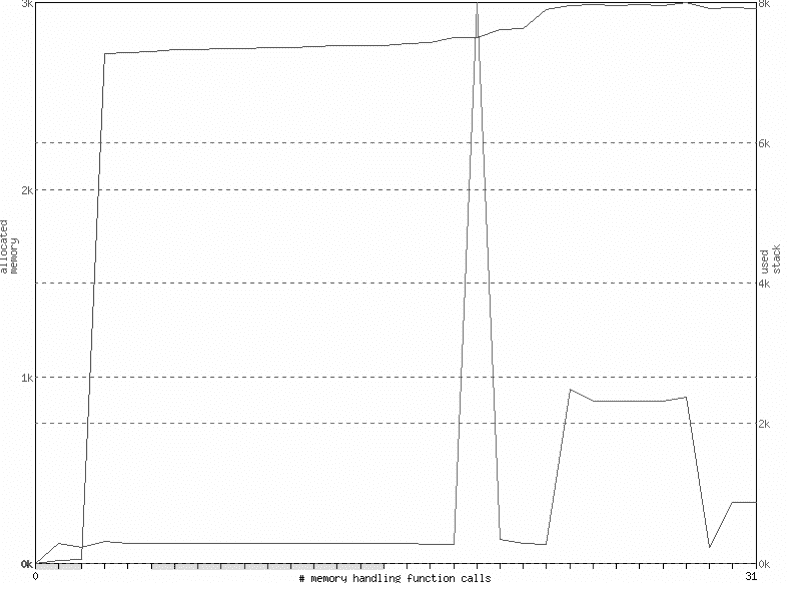 3k
8k
6k
2k
allocated
memory
used
stack
4k
1k
2k
0k
0k
0
# memory handling function calls
31